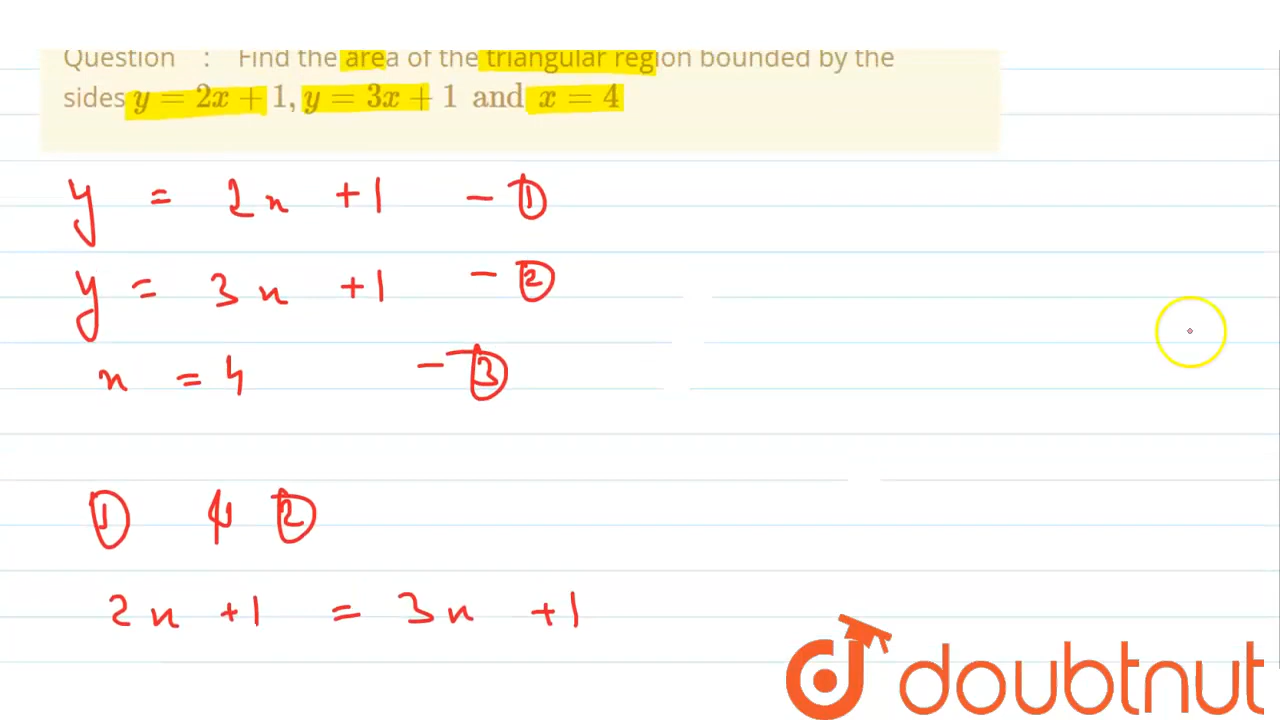 Question : Find the area of the triangular region bounded by the
sides y = 2x + 1, y = 3x + 1 and x = 4
y = 2x + 1 - ①
y = 3x + 1 - ②
x = 4 - ③
① & ②
2x + 1 = 3x + 1
doubtnut